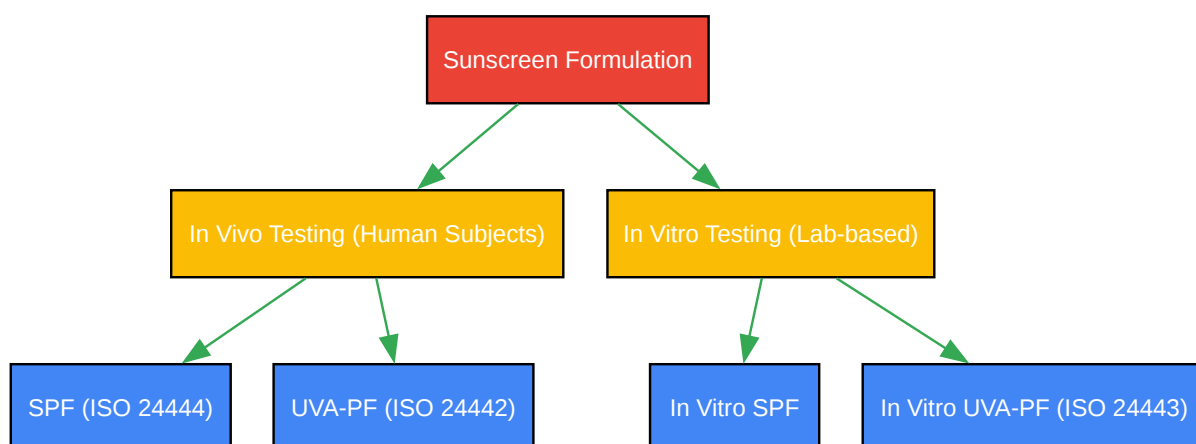 Sunscreen Formulation
In Vivo Testing (Human Subjects)
In Vitro Testing (Lab-based)
SPF (ISO 24444)
UVA-PF (ISO 24442)
In Vitro SPF
In Vitro UVA-PF (ISO 24443)